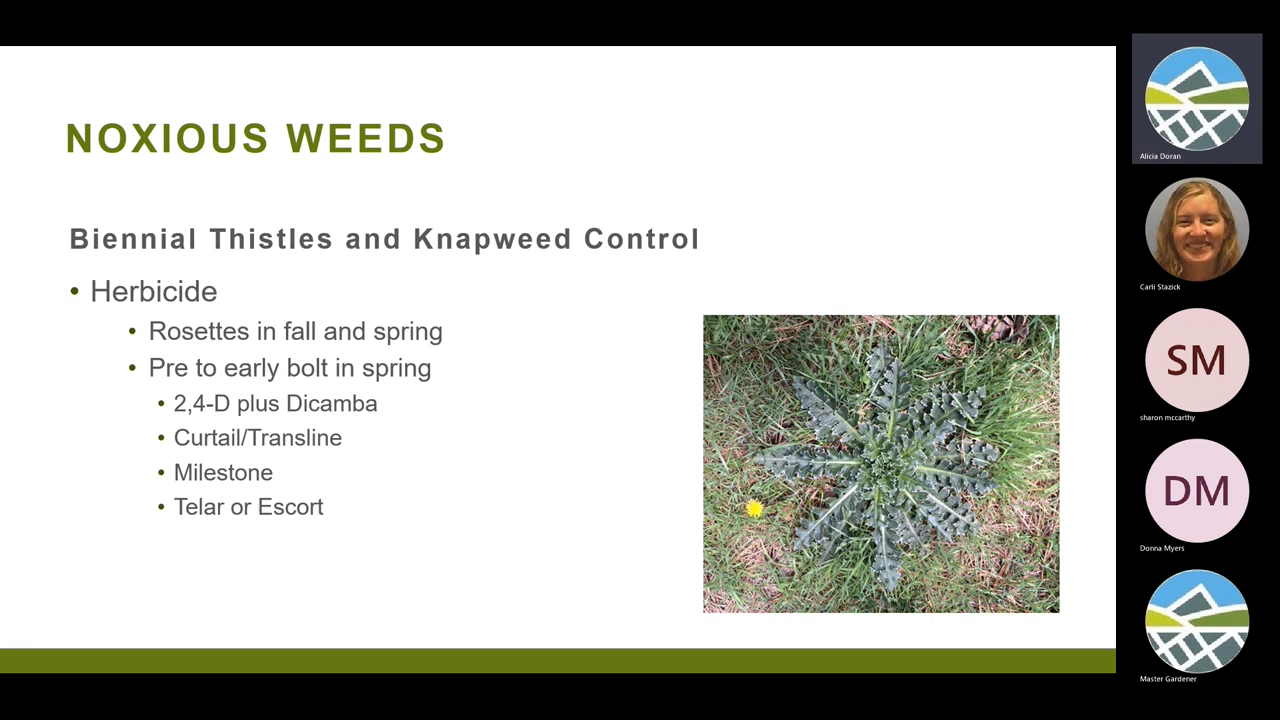 NOXIOUS WEEDS
Biennial Thistles and Knapweed Control
• Herbicide
• Rosettes in fall and spring
• Pre to early bolt in spring
• 2,4-D plus Dicamba
• Curtail/Transline
• Milestone
• Telar or Escort
Alicia Doran
Carli Stazick
SM
sharon mccarthy
DM
Donna Myers
Master Gardener